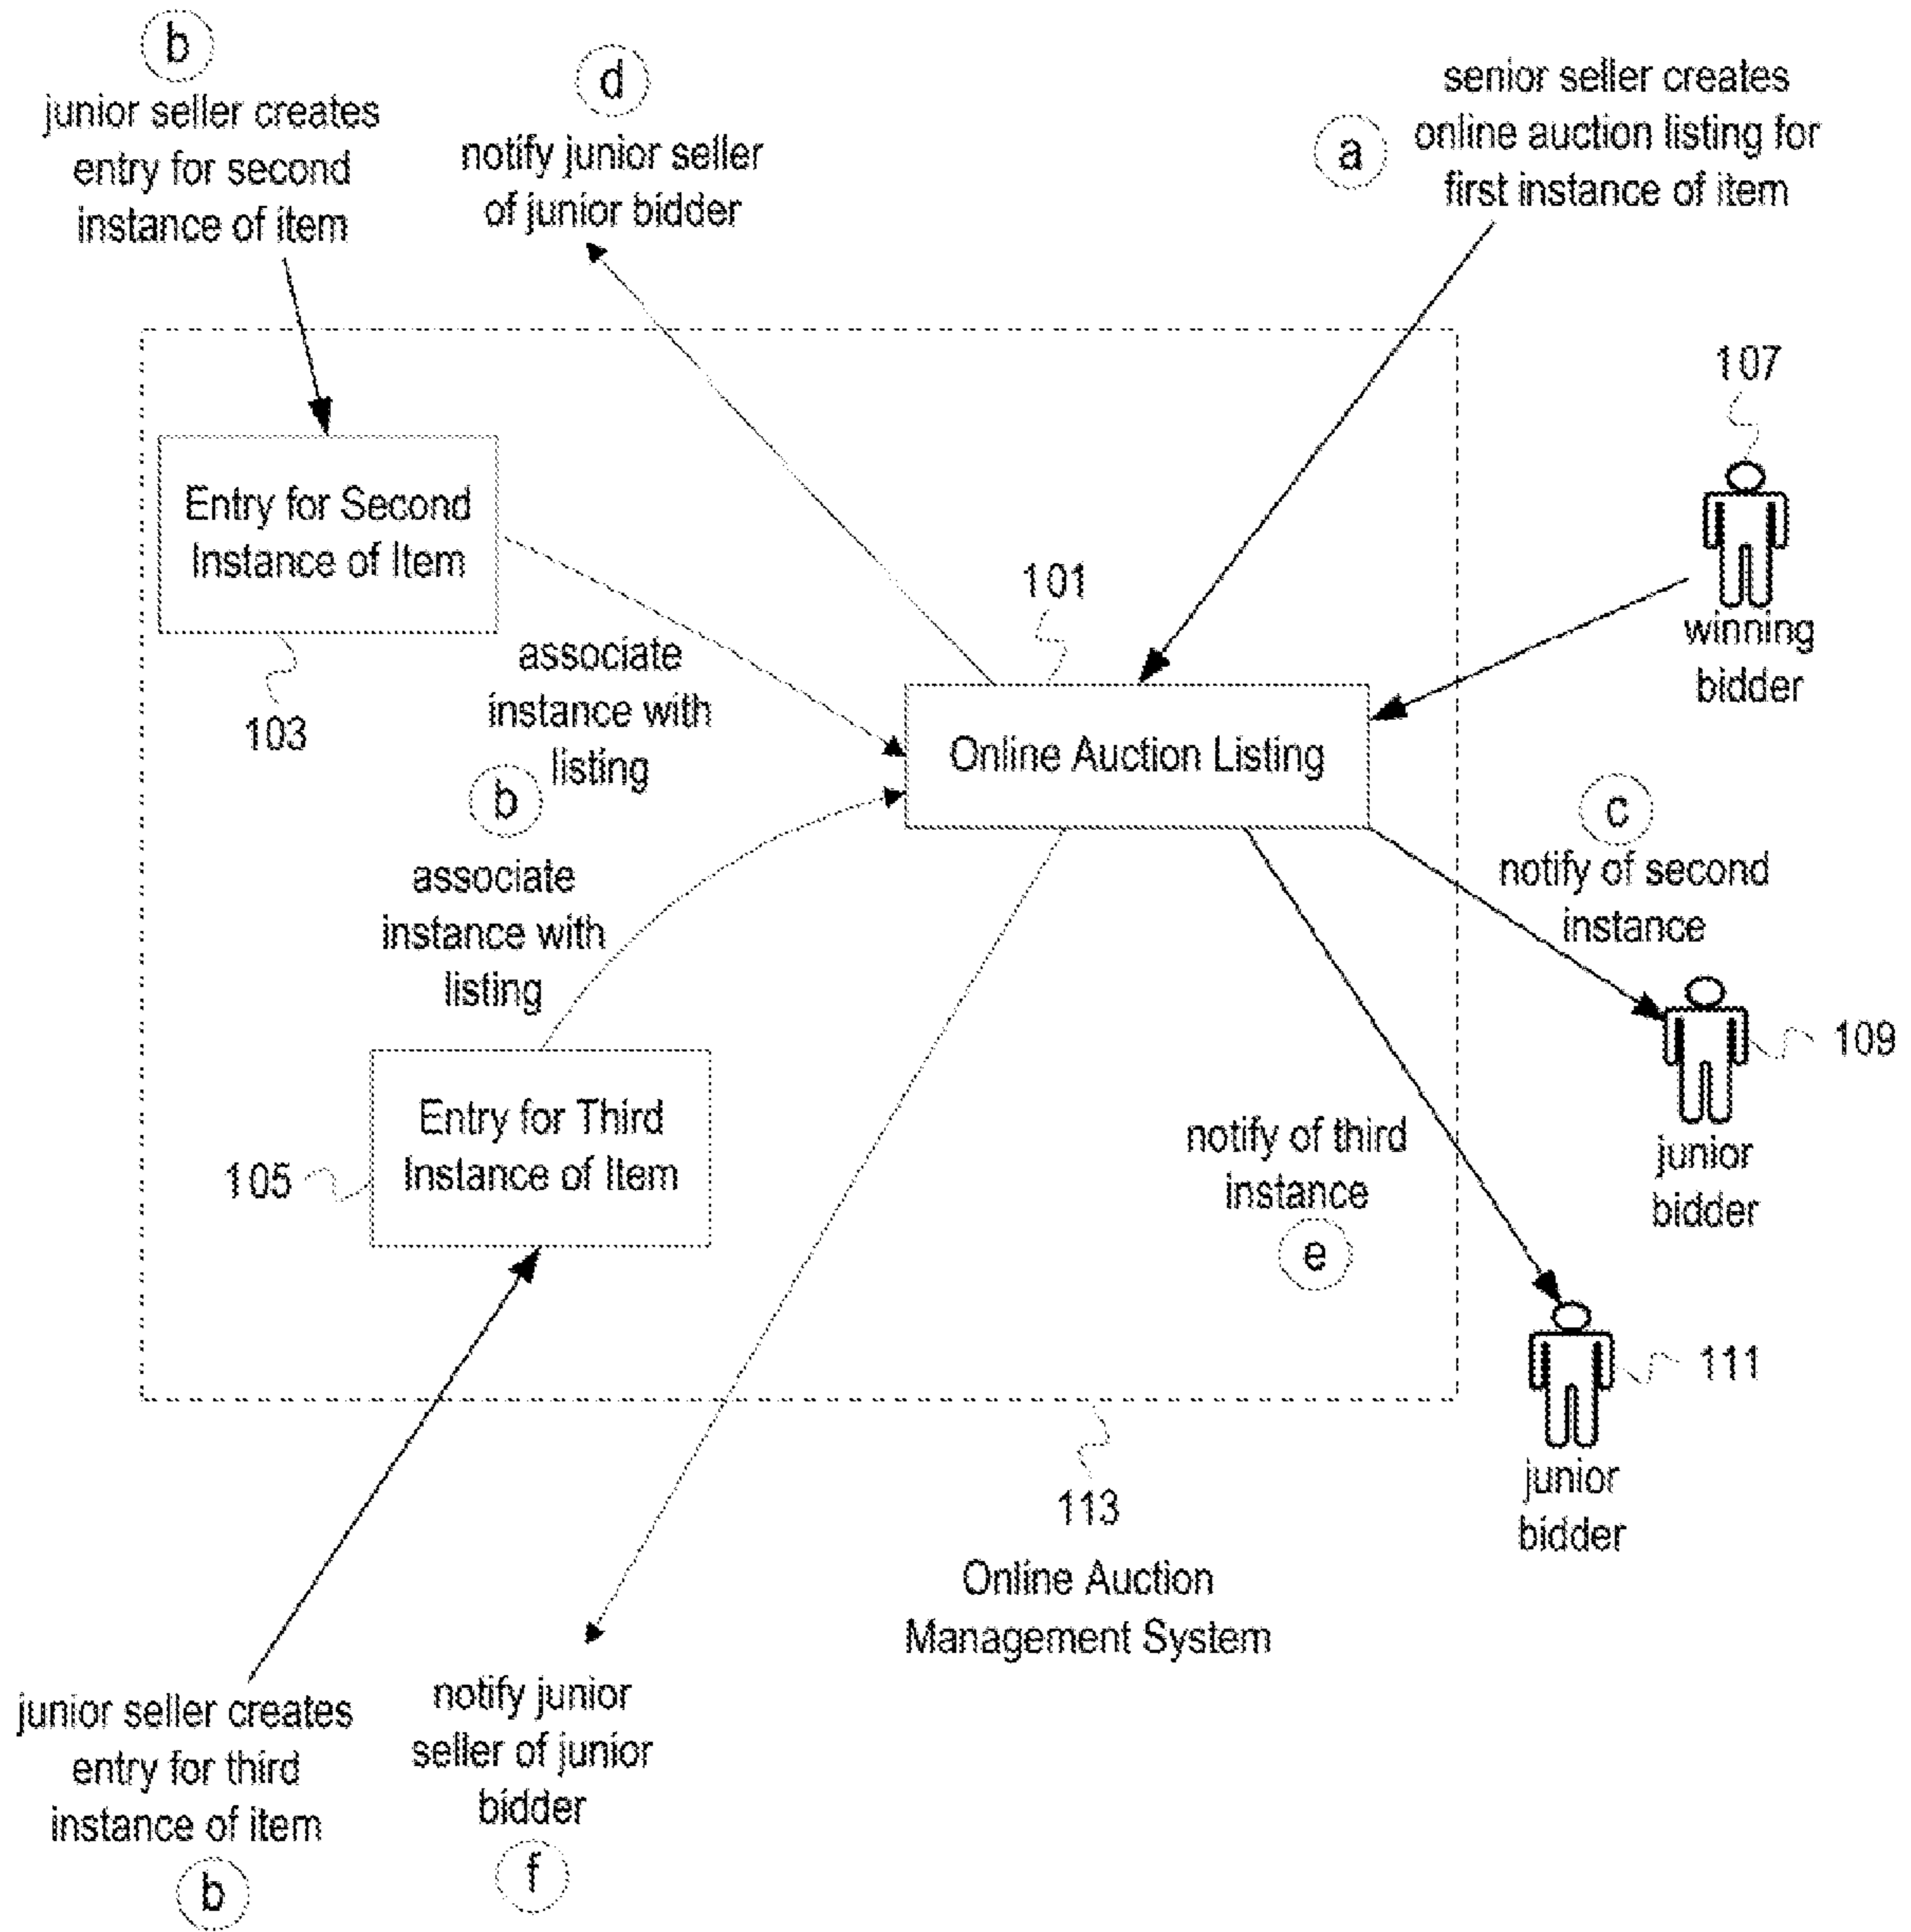 b
junior seller creates
entry for second
instance of item
d
notify junior seller
of junior bidder
a
senior seller creates
online auction listing for
first instance of item
107
winning
bidder
Entry for Second
Instance of Item
103
associate
instance with
listing
101
Online Auction Listing
b
associate
instance with
listing
c
notify of second
instance
109
junior
bidder
Entry for Third
Instance of Item
105
notify of third
instance
e
111
junior
bidder
113
Online Auction
Management System
junior seller creates
entry for third
instance of item
b
notify junior
seller of junior
bidder
f